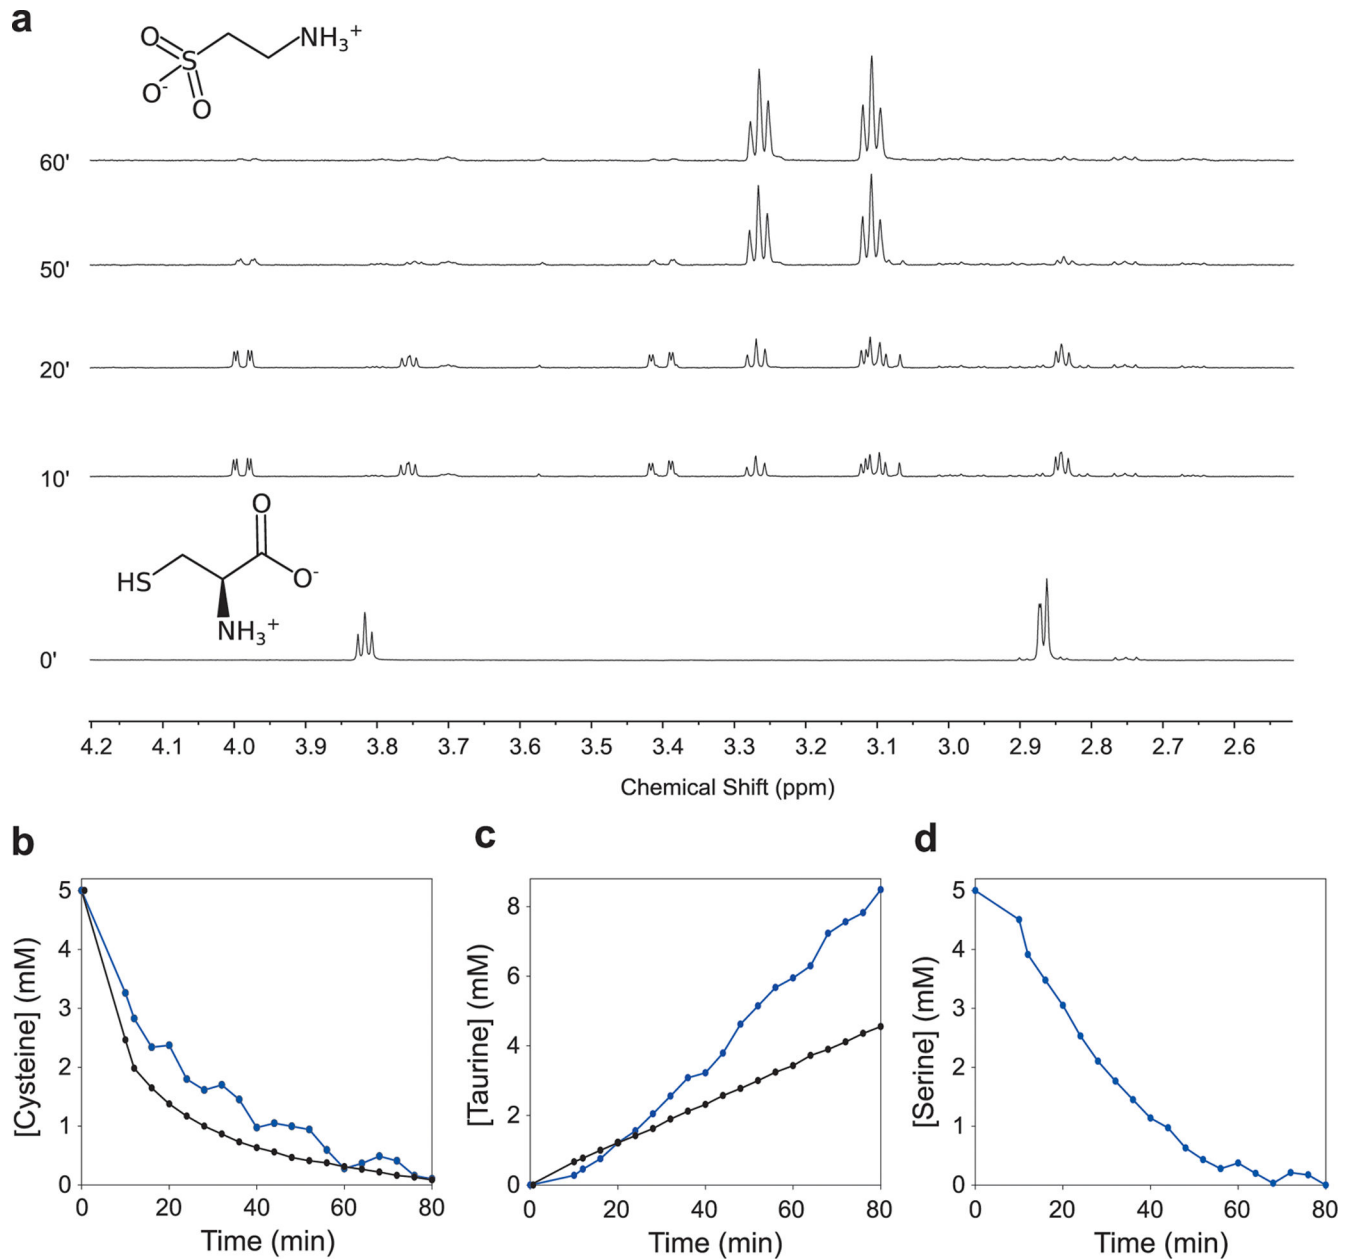 a
O
S
O-
O
NH3+
60'
50'
20'
10'
O
HS
O-
NH3+
0'
4.2 4.1 4.0 3.9 3.8 3.7 3.6 3.5 3.4 3.3 3.2 3.1 3.0 2.9 2.8 2.7 2.6
Chemical Shift (ppm)
b
[Cysteine] (mM)
5
4
3
2
1
0
0 20 40 60 80
Time (min)
c
[Taurine] (mM)
8
6
4
2
0
0 20 40 60 80
Time (min)
d
[Serine] (mM)
5
4
3
2
1
0
0 20 40 60 80
Time (min)